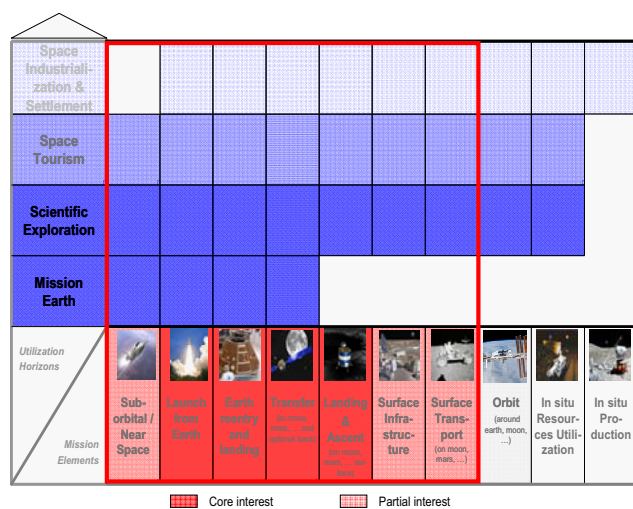 Space
Industriali-
zation &
Settlement
Space
Tourism
Scientific
Exploration
Mission
Earth
Utilization
Horizons
Mission
Elements
Sub-
orbital /
Near
Space
Launch
from
Earth
Earth
reentry
and
landing
Transfer
Landing
&
Ascent
Surface
Infra-
struc-
ture
Surface
Trans-
port
(on moon,
mars, …)
Orbit
(around
earth, moon,
…)
In situ
Resour-
ces Utili-
zation
In situ
Pro-
duction
Core interest
Partial interest